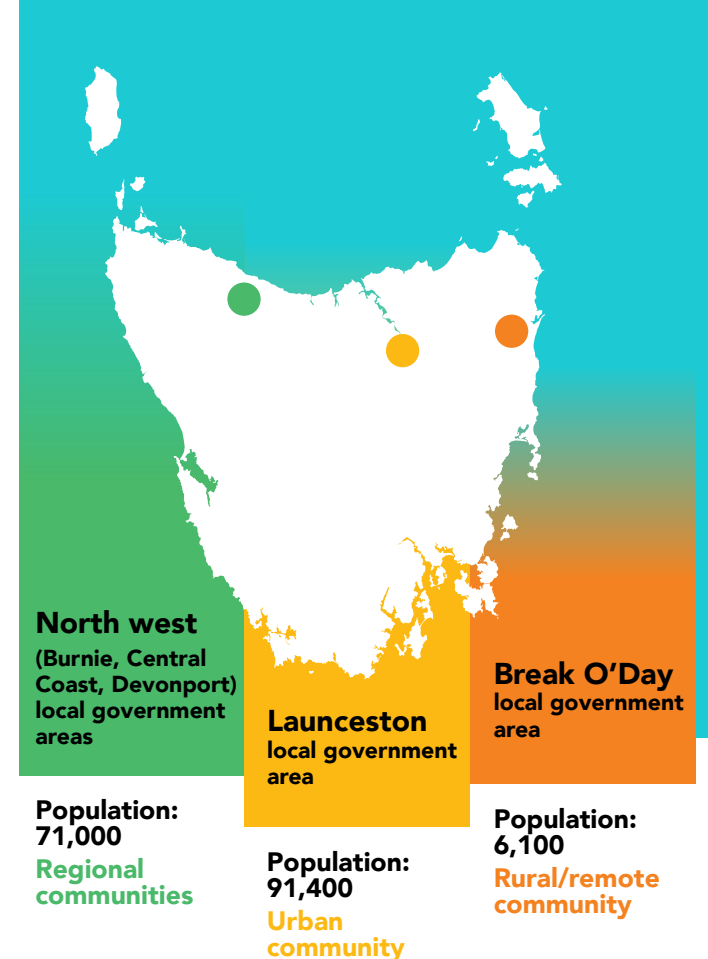 North west
(Burnie, Central
Coast, Devonport)
local government
areas
Population:
71,000
Regional
communities
Launceston
local government
area
Population:
91,400
Urban
community
Break O’Day
local government
area
Population:
6,100
Rural/remote
community